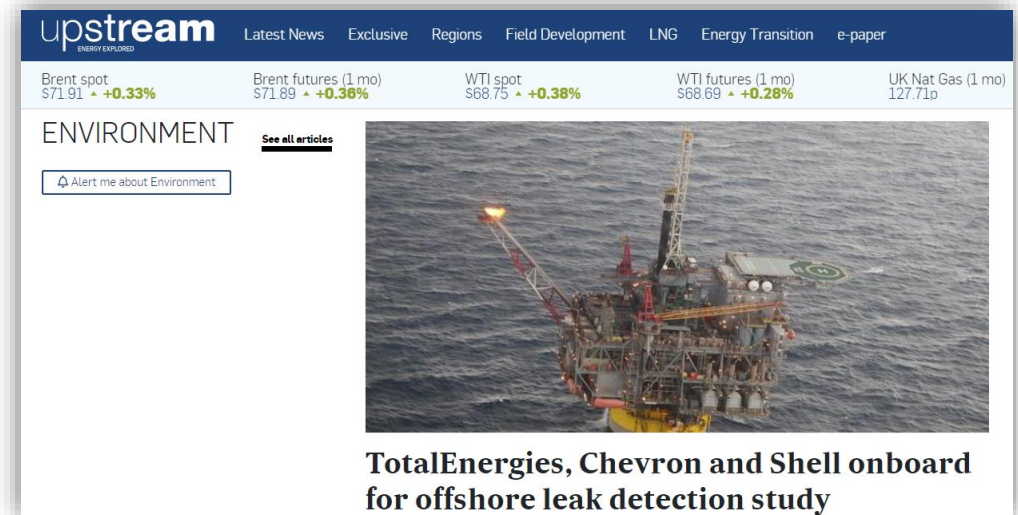 upstream
ENERGY EXPLORED
Latest News Exclusive Regions Field Development LNG Energy Transition e-paper
Brent spot Brent futures (1 mo) WTI spot WTI futures (1 mo) UK Nat Gas (1 mo)
$71.91 ▲ +0.33% $71.89 ▲ +0.36% $68.75 ▲ +0.38% $68.69 ▲ +0.28% 127.71p
ENVIRONMENT See all articles
Alert me about Environment
H
TotalEnergies, Chevron and Shell onboard
for offshore leak detection study